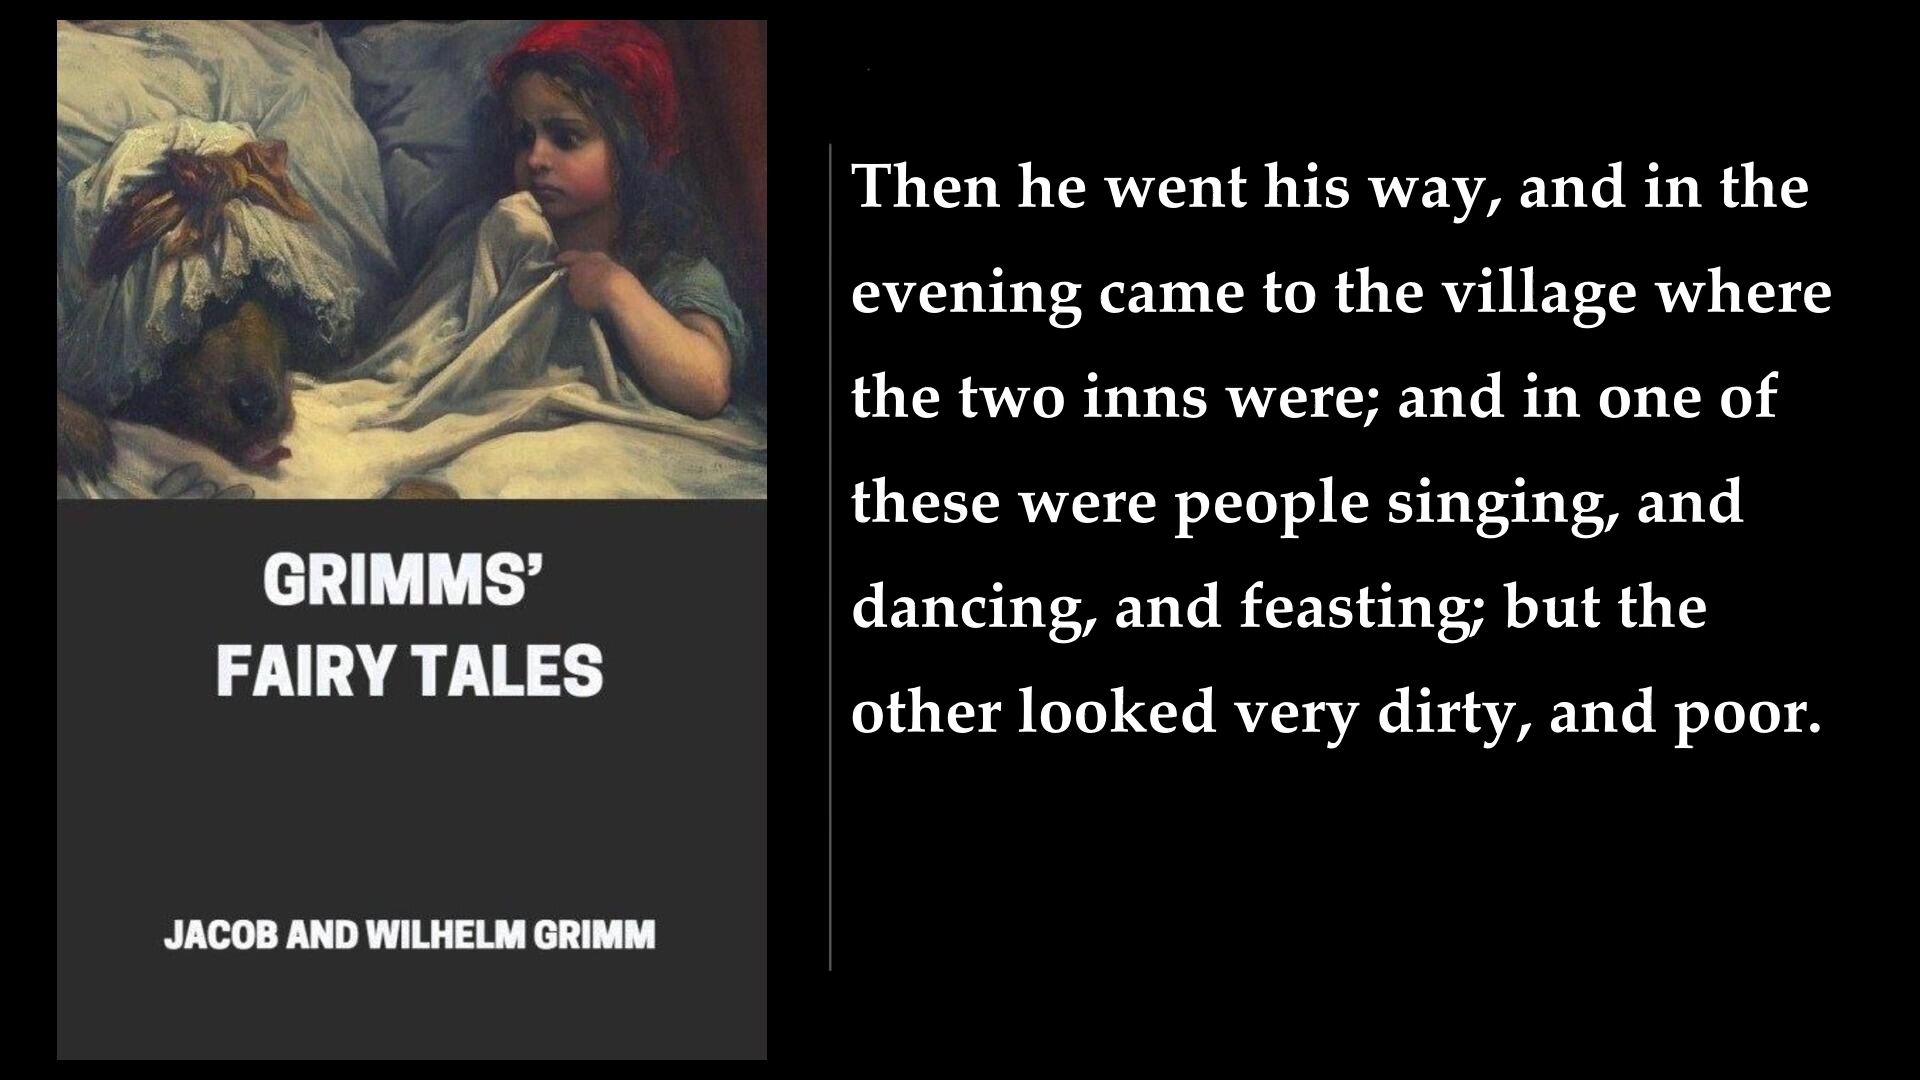 GRIMMS’
FAIRY TALES
JACOB AND WILHELM GRIMM
Then he went his way, and in the
evening came to the village where
the two inns were; and in one of
these were people singing, and
dancing, and feasting; but the
other looked very dirty, and poor.